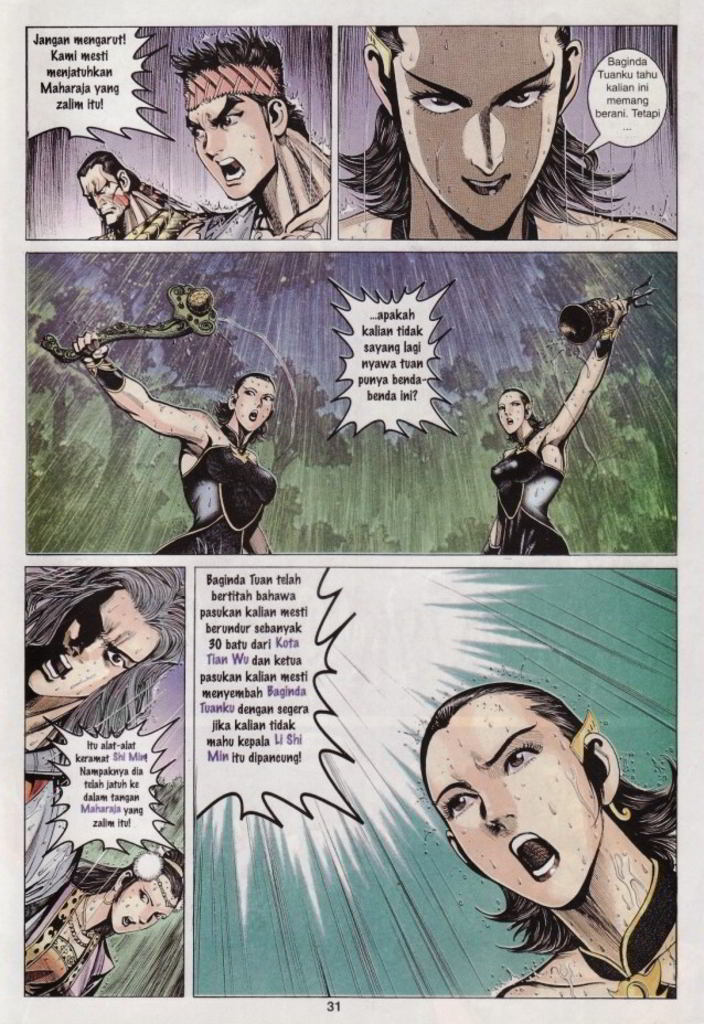 Jangan mengarut!
Kami mesti
menjatuhkan
Maharaja yang
zalim itu!
Baginda
Tuanku tahu
kalian
memang
berani. Tetapi
...
...apakah
kalian tidak
sayang lagi
nyawa tuan
punya benda-
benda ini?
Itu alat-alat
keramat Shi Min!
Nampaknya dia
telah jatuh ke
dalam tangan
Maharaja yang
zalim itu!
Baginda Tuan telah
bertitah bahawa
pasukan kalian mesti
berundur sebanyak
30 batu dari Kota
Tian Wu dan ketua
pasukan kalian mesti
menyembah Baginda
Tuanku dengan segera
jika kalian tidak
mahu kepala Li Shi
Min itu dipancung!
31